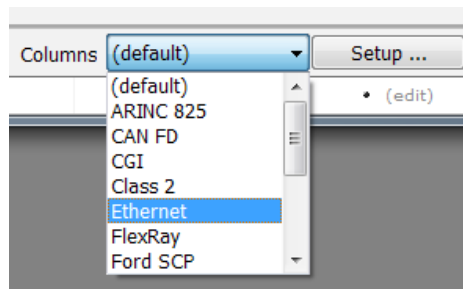 Columns (default) Setup ...
(default)
• (edit)
ARINC 825
CAN FD
CGI
Class 2
Ethernet
FlexRay
Ford SCP